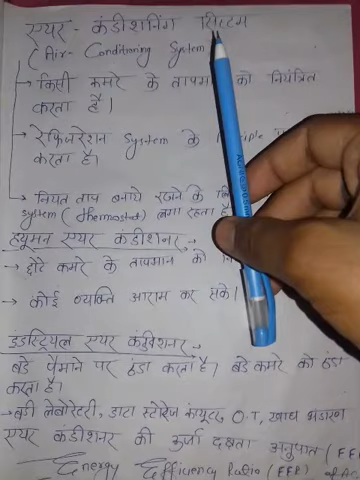 एयर - कंडीशनिंग सिस्टम
(Air - Conditioning System
→ किसी कमरे के तापमा को नियंत्रित
करता है।
→ रेफ्रिजरेशन System के
करता है।
→ नियत ताप बनाये रखने के
System (thermostat) लगा रहता है
ह्यूमन एयर कंडीशनर →
→ छोटे कमरे के तापमान को
→ कोई व्यक्ति आराम कर सके।
इंडस्ट्रियल एयर कंडीशनर →
बडे पैमाने पर ठंडा करता है। बडे कमरे को ठंडा
करता है।
→ बडी लेबोरेटरी, डाटा स्टोरेज कंप्यूटर, O.T, खाद्य भंडारण
एयर कंडीशनर की ऊर्जा दक्षता अनुपात (EE
Energy Efficiency Ratio (EER) of